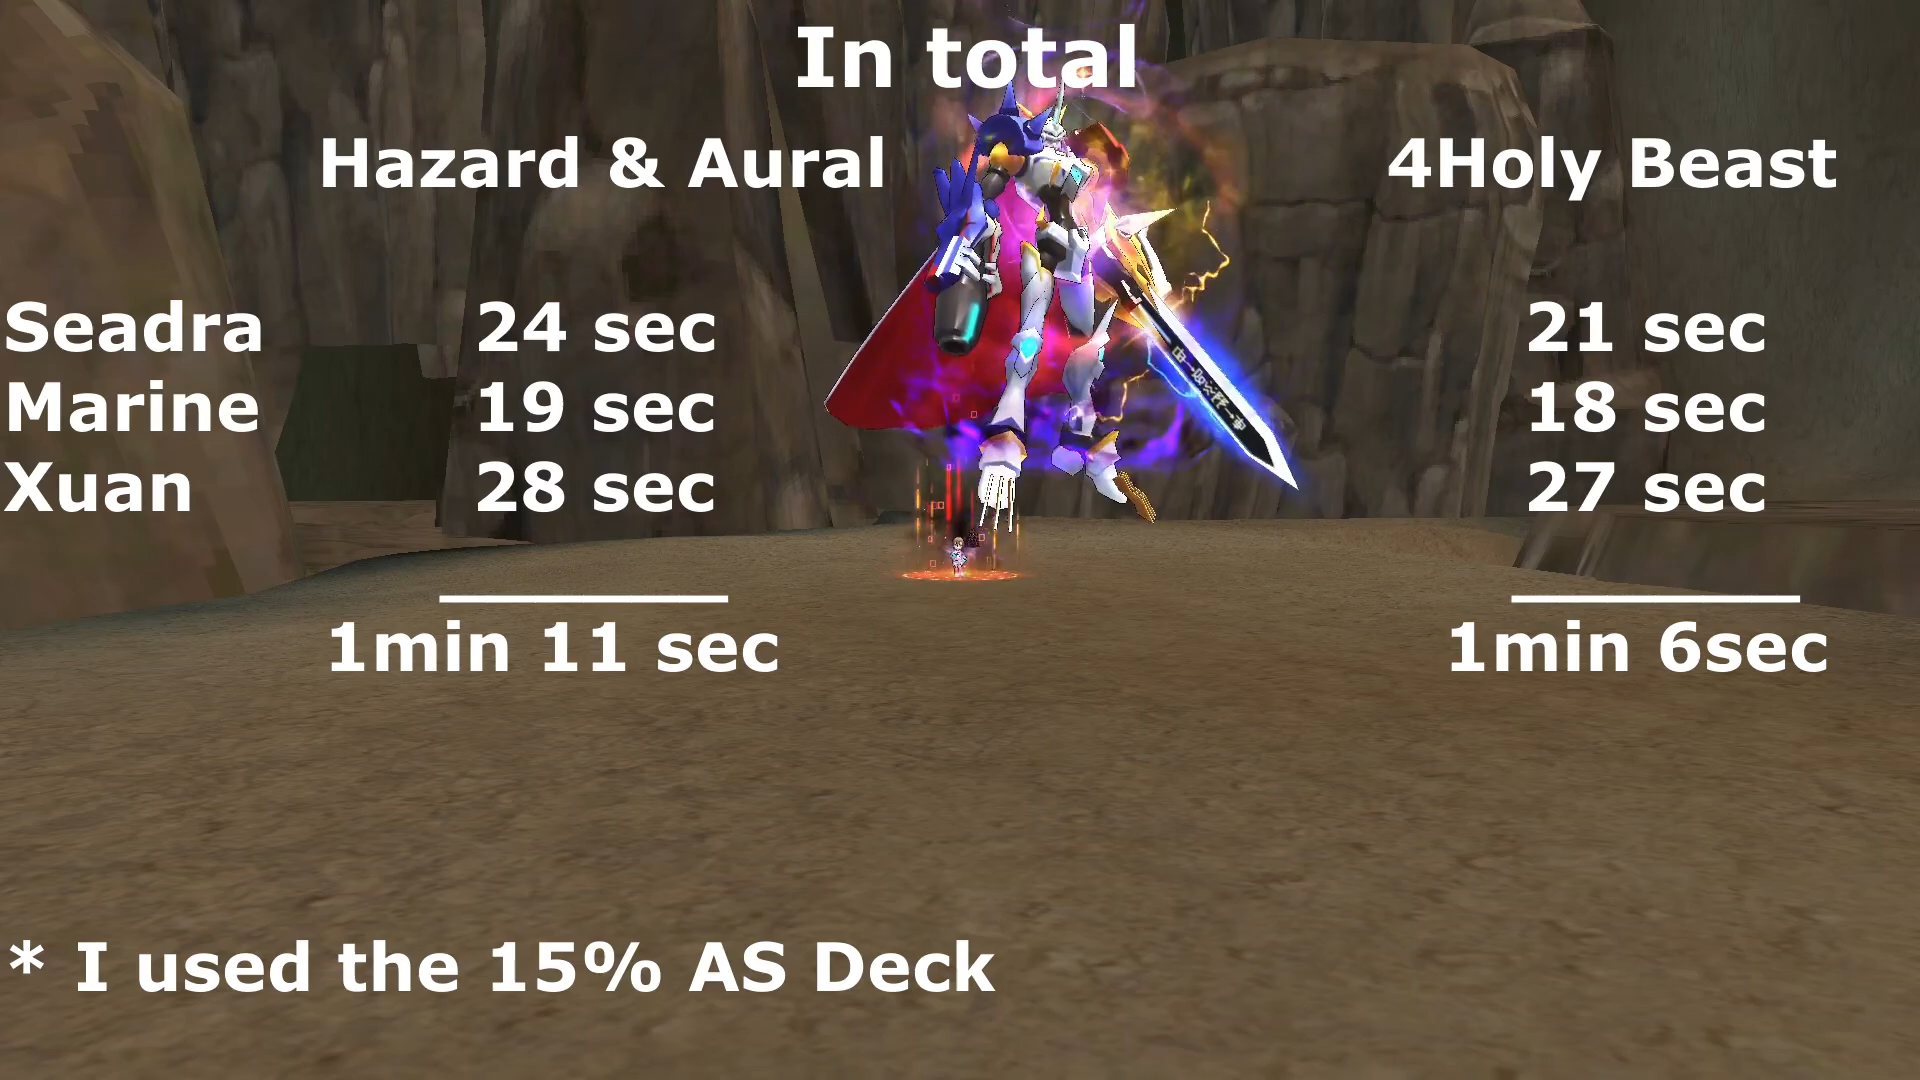 In total
Hazard & Aural 4Holy Beast
Seadra 24 sec 21 sec
Marine 19 sec 18 sec
Xuan 28 sec 27 sec
1min 11 sec 1min 6sec
* I used the 15% AS Deck